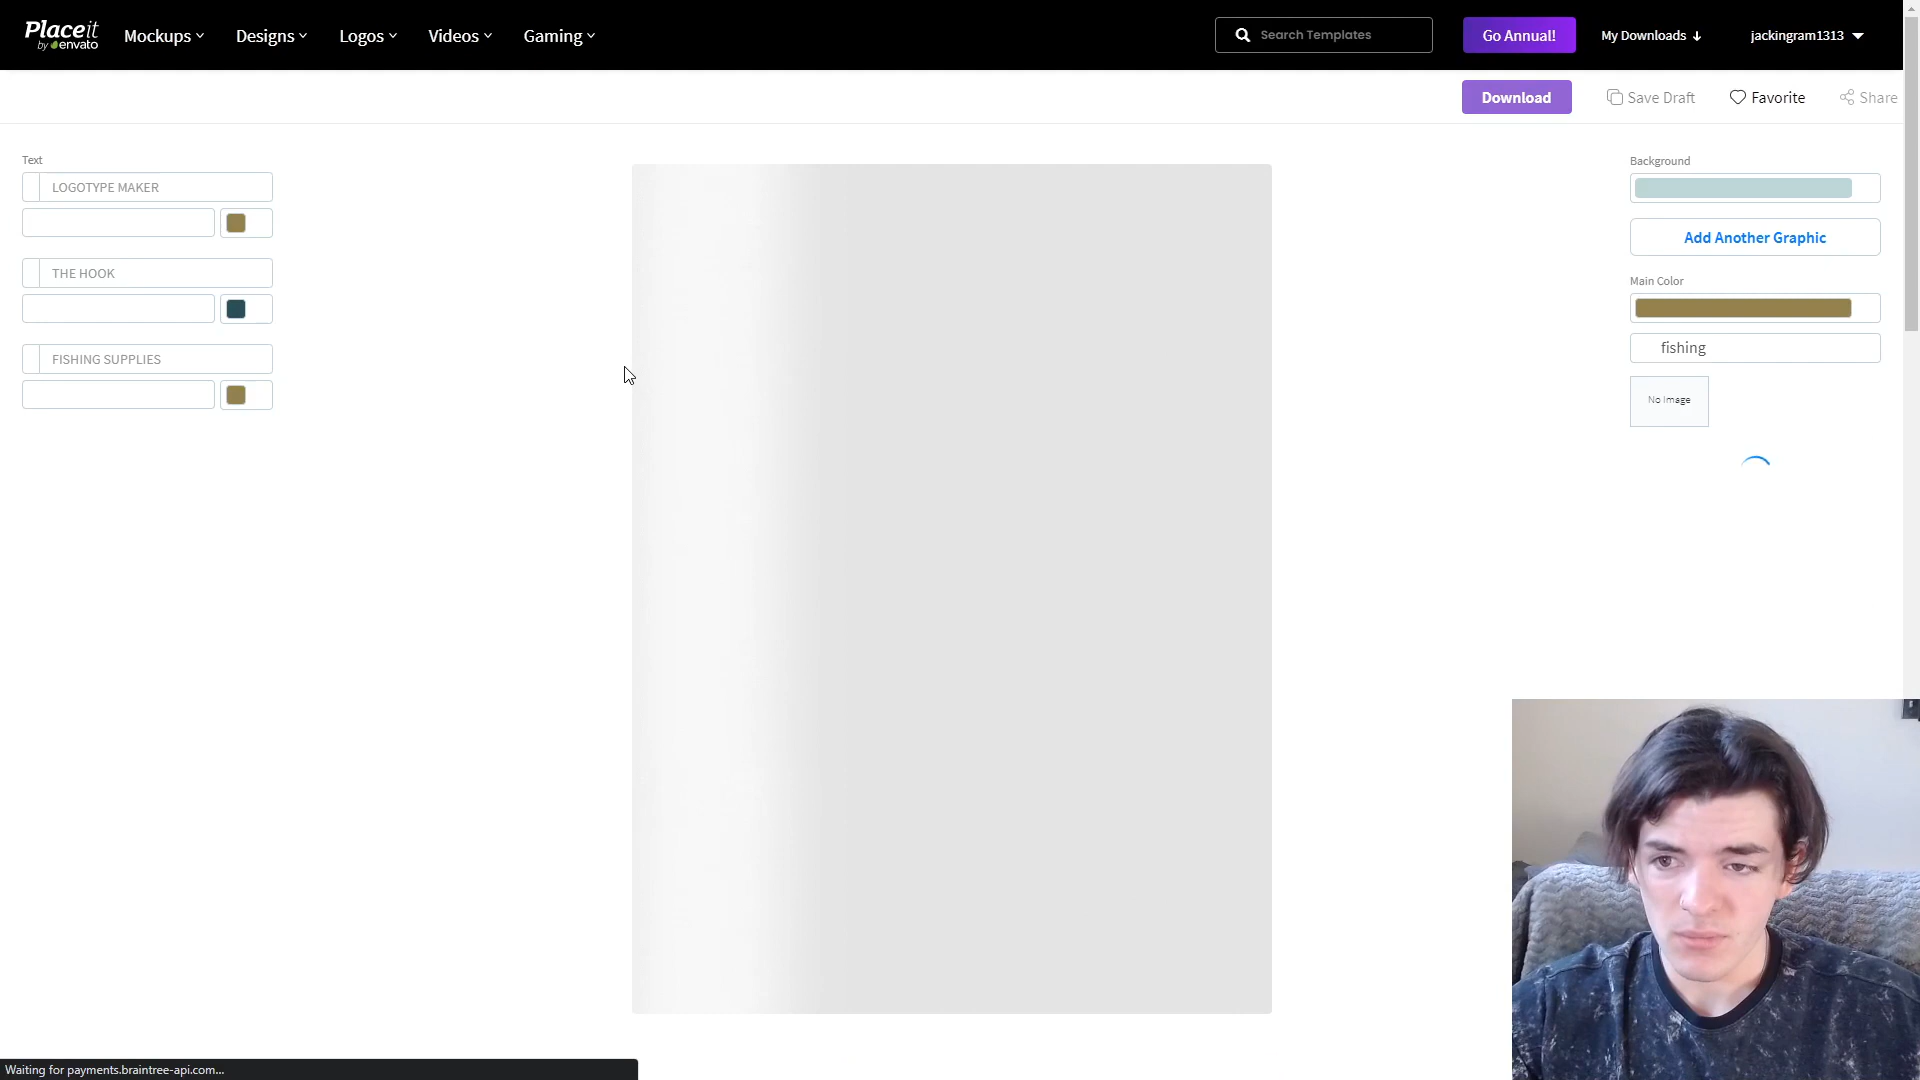 Placeit
by envato
Mockups
Designs
Logos
Videos
Gaming
Search Templates
Go Annual!
My Downloads
jackingram1313
Download
Save Draft
Favorite
Share
Text
LOGOTYPE MAKER
THE HOOK
FISHING SUPPLIES
Background
Add Another Graphic
Main Color
fishing
No Image
Waiting for payments.braintree-api.com...